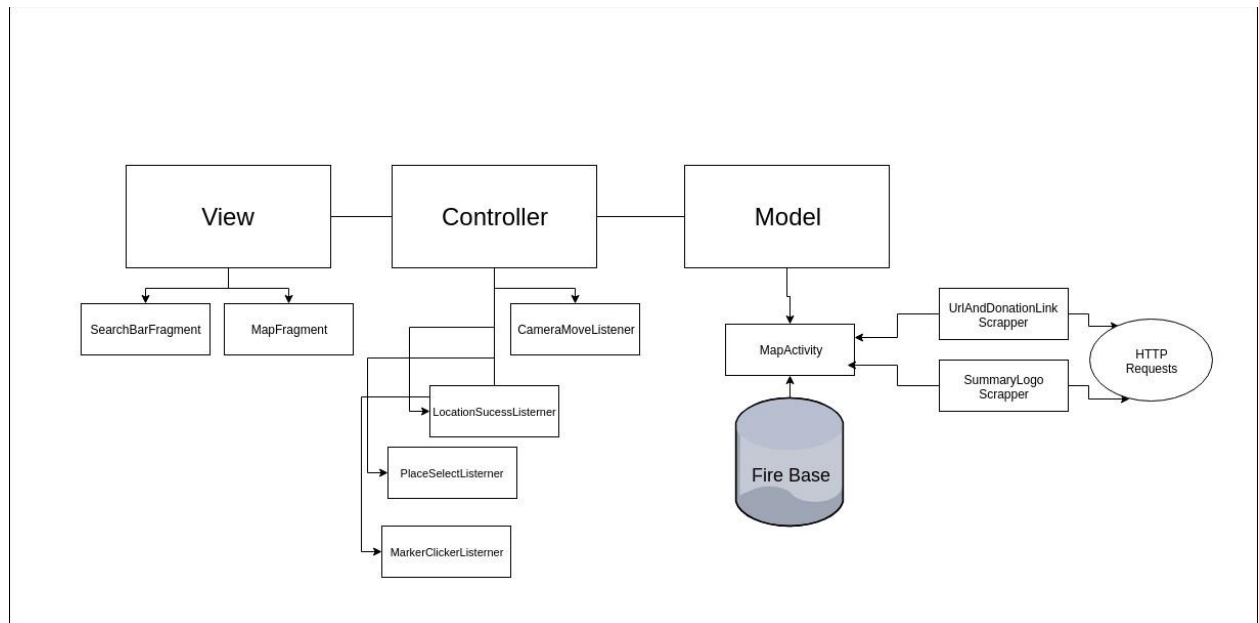 View
Controller
Model
SearchBarFragment
MapFragment
CameraMoveListener
LocationSucessListerner
PlaceSelectListerner
MarkerClickerListerner
MapActivity
Fire Base
UrlAndDonationLink
Scrapper
SummaryLogo
Scrapper
HTTP
Requests